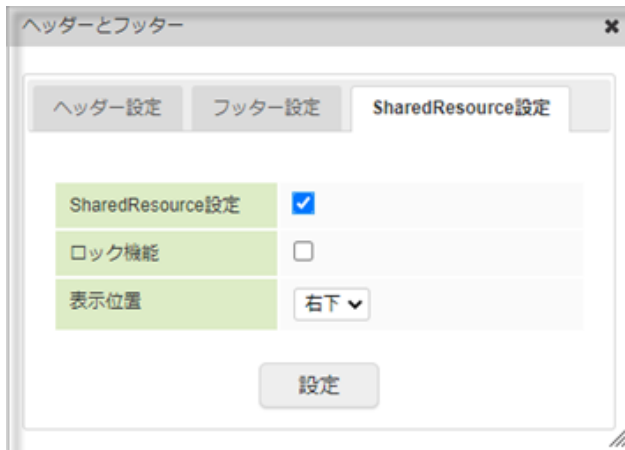 ヘッダーとフッター
ヘッダー設定 フッター設定 SharedResource設定
SharedResource設定
ロック機能
表示位置 右下
設定